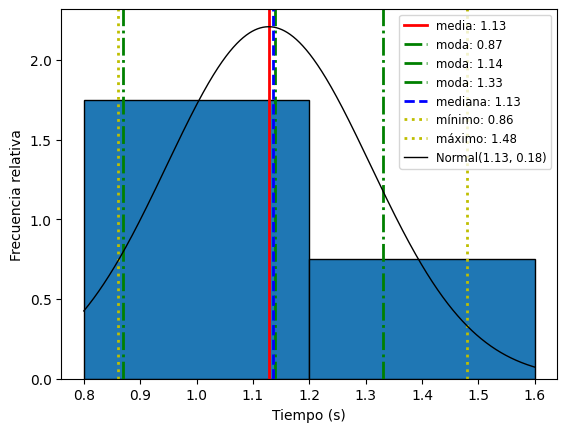 media: 1.13
moda: 0.87
moda: 1.14
moda: 1.33
mediana: 1.13
mínimo: 0.86
máximo: 1.48
Normal(1.13, 0.18)
2.0
1.5
1.0
0.5
0.0
Frecuencia relativa
0.8 0.9 1.0 1.1 1.2 1.3 1.4 1.5 1.6
Tiempo (s)